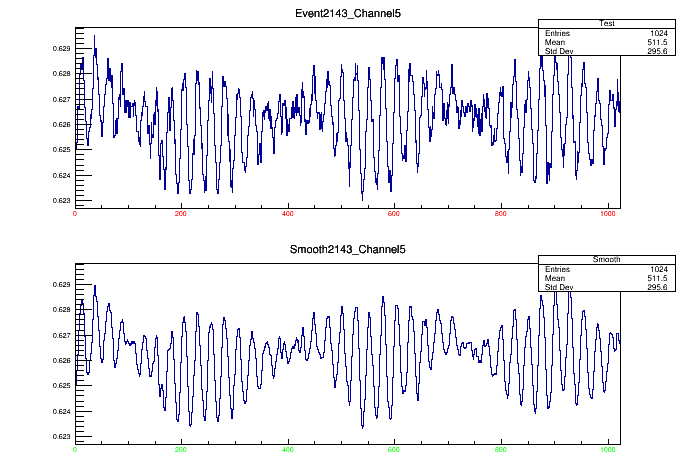 Event2143_Channel5
Test
Entries 1024
Mean 511.5
Std Dev 295.6
0.629
0.628
0.627
0.626
0.625
0.624
0.623
0 200 400 600 800 1000
Smooth2143_Channel5
Smooth
Entries 1024
Mean 511.5
Std Dev 295.6
0.629
0.628
0.627
0.626
0.625
0.624
0.623
0 200 400 600 800 1000